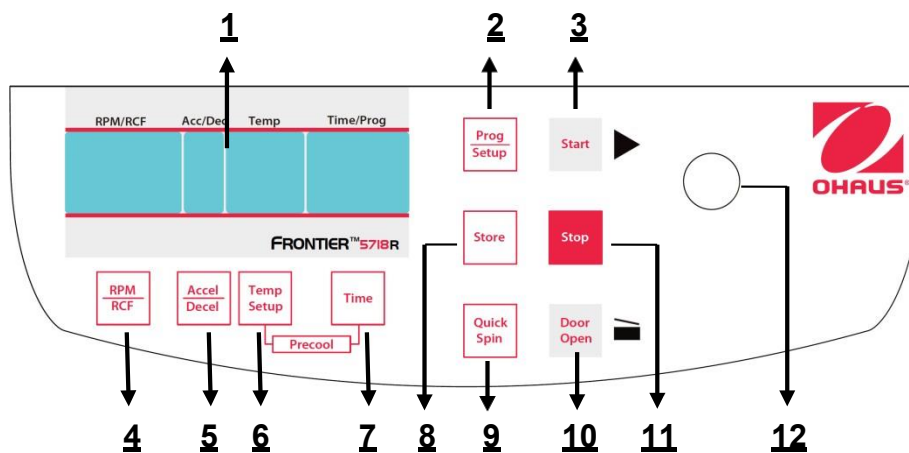 1 2 3
RPM/RCF Acc/Dec Temp Time/Prog
Prog
Setup
Start
OHAUS®
FRONTIER™5718R
Store
Stop
RPM
RCF
Accel
Decel
Temp
Setup
Time
Precool
Quick
Spin
Door
Open
4 5 6 7 8 9 10 11 12